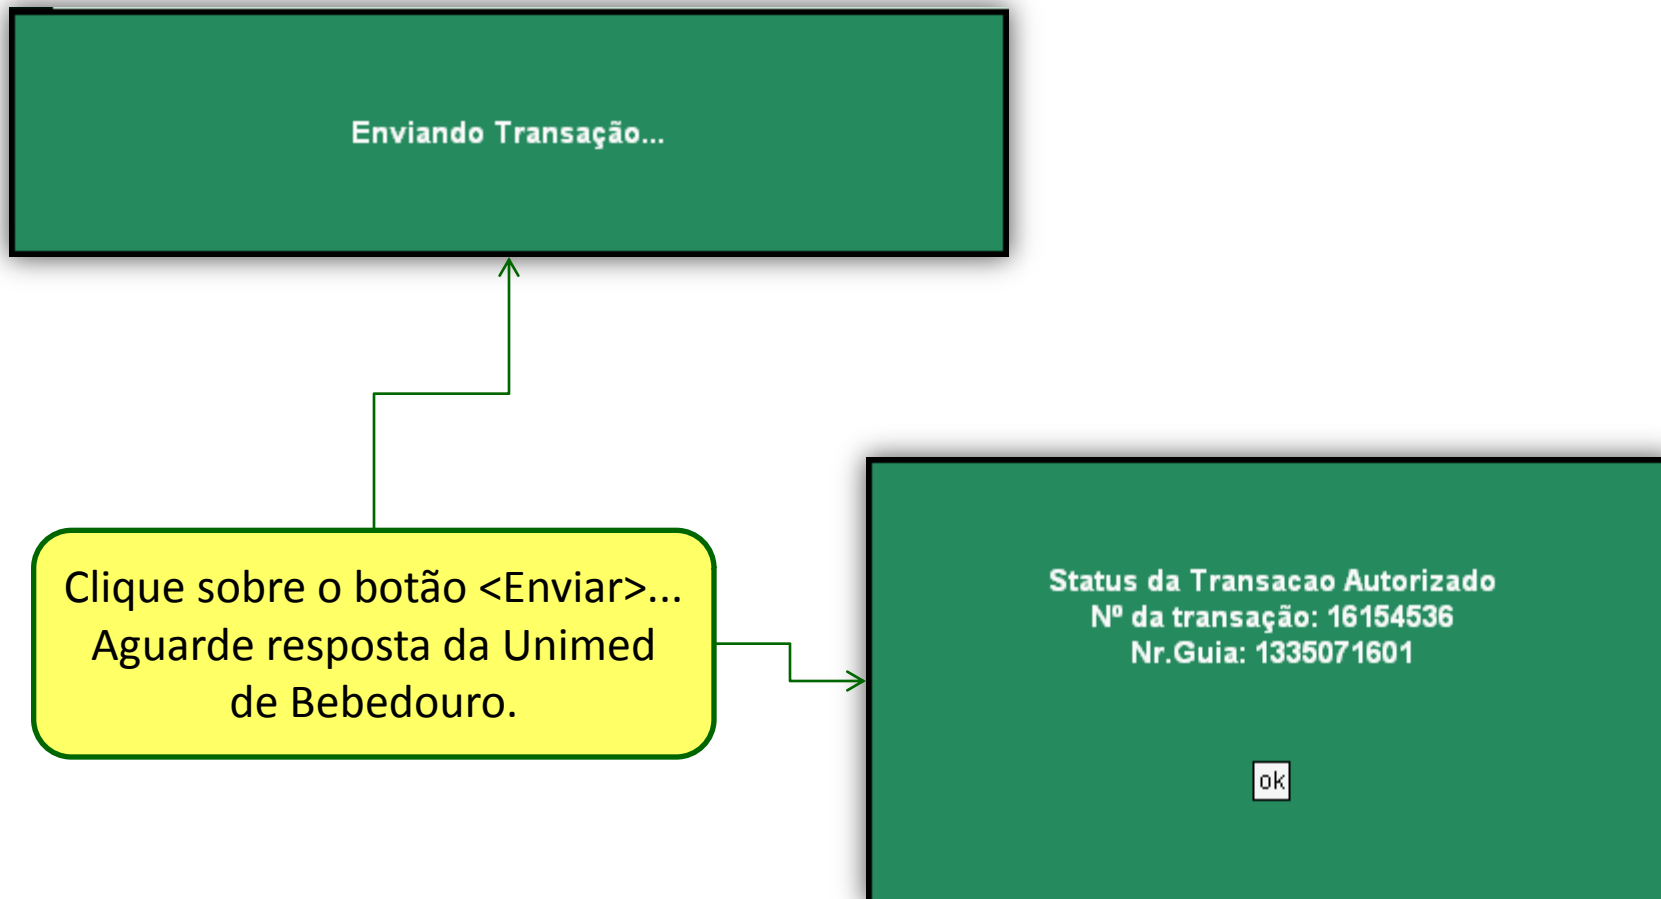 Enviando Transação...
Clique sobre o botão <Enviar>...
Aguarde resposta da Unimed
de Bebedouro.
Status da Transacao Autorizado
Nº da transação: 16154536
Nr.Guia: 1335071601
ok